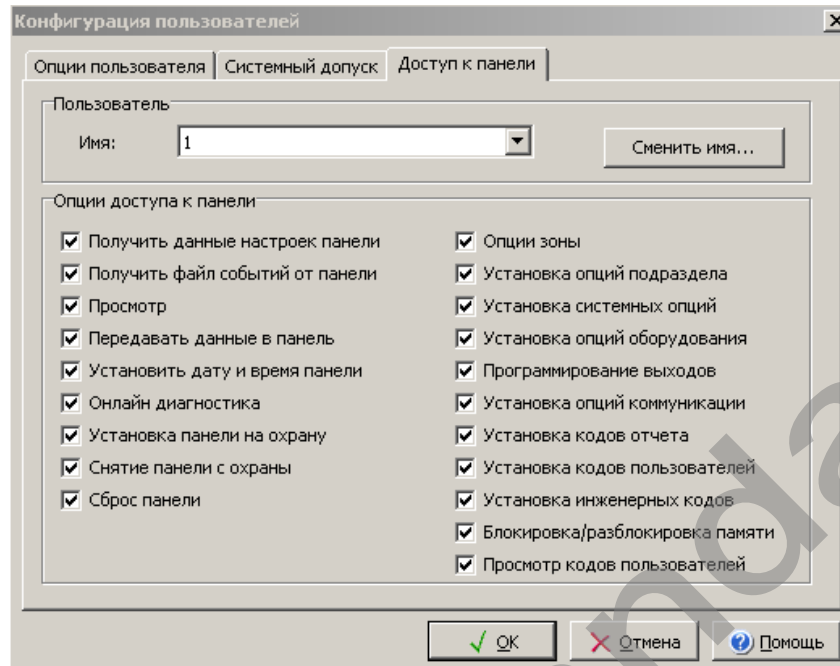 Конфигурация пользователей
Опции пользователя
Системный допуск
Доступ к панели
Пользователь
Имя:
1
Сменить имя...
Опции доступа к панели
Получить данные настроек панели
Получить файл событий от панели
Просмотр
Передавать данные в панель
Установить дату и время панели
Онлайн диагностика
Установка панели на охрану
Снятие панели с охраны
Сброс панели
Опции зоны
Установка опций подраздела
Установка системных опций
Установка опций оборудования
Программирование выходов
Установка опций коммуникации
Установка кодов отчета
Установка кодов пользователей
Установка инженерных кодов
Блокировка/разблокировка памяти
Просмотр кодов пользователей
OK
Отмена
Помощь